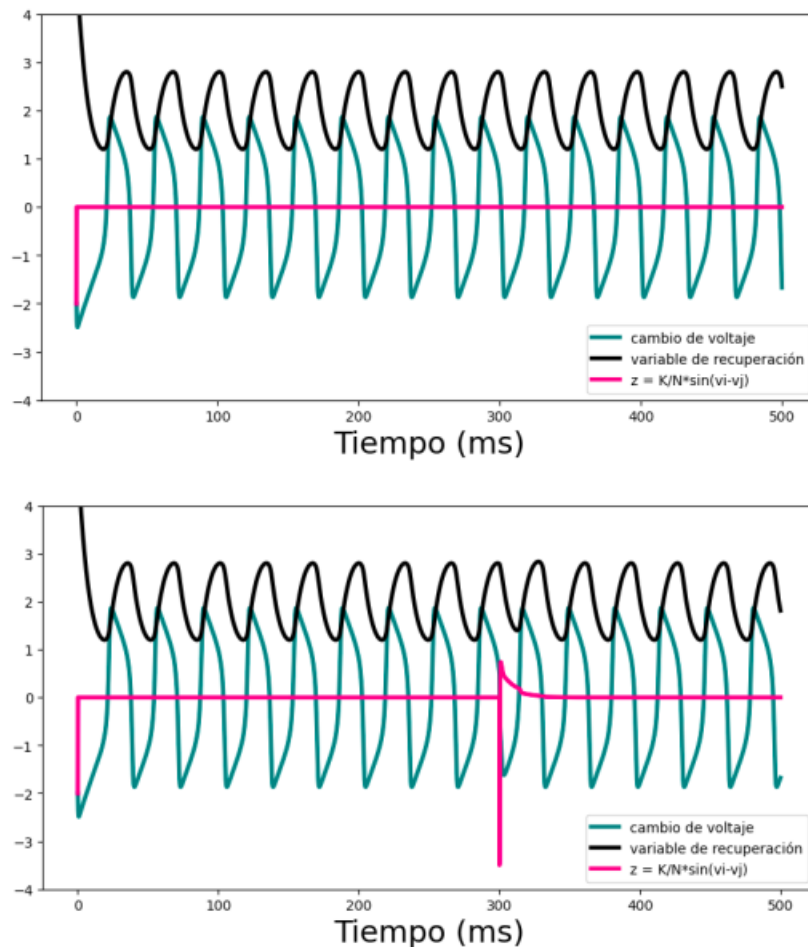 4
3
2
1
0
−1
−2
−3
−4
cambio de voltaje
variable de recuperación
z = K/N*sin(vi-vj)
0 100 200 300 400 500
Tiempo (ms)
4
3
2
1
0
−1
−2
−3
−4
cambio de voltaje
variable de recuperación
z = K/N*sin(vi-vj)
0 100 200 300 400 500
Tiempo (ms)